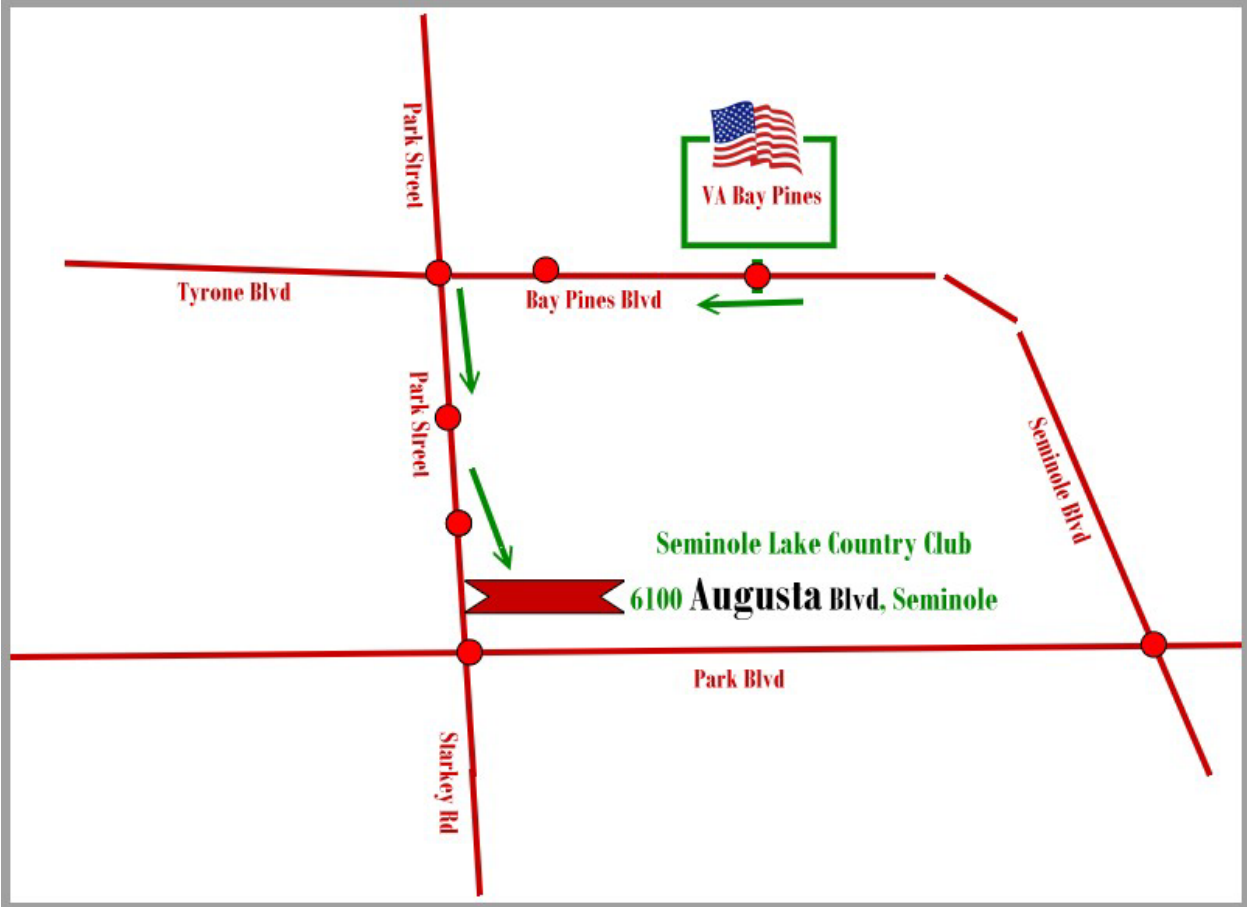 Park Street
VA Bay Pines
Tyrone Blvd
Bay Pines Blvd
Park Street
Seminole Blvd
Seminole Lake Country Club
6100 Augusta Blvd, Seminole
Park Blvd
Starkey Rd